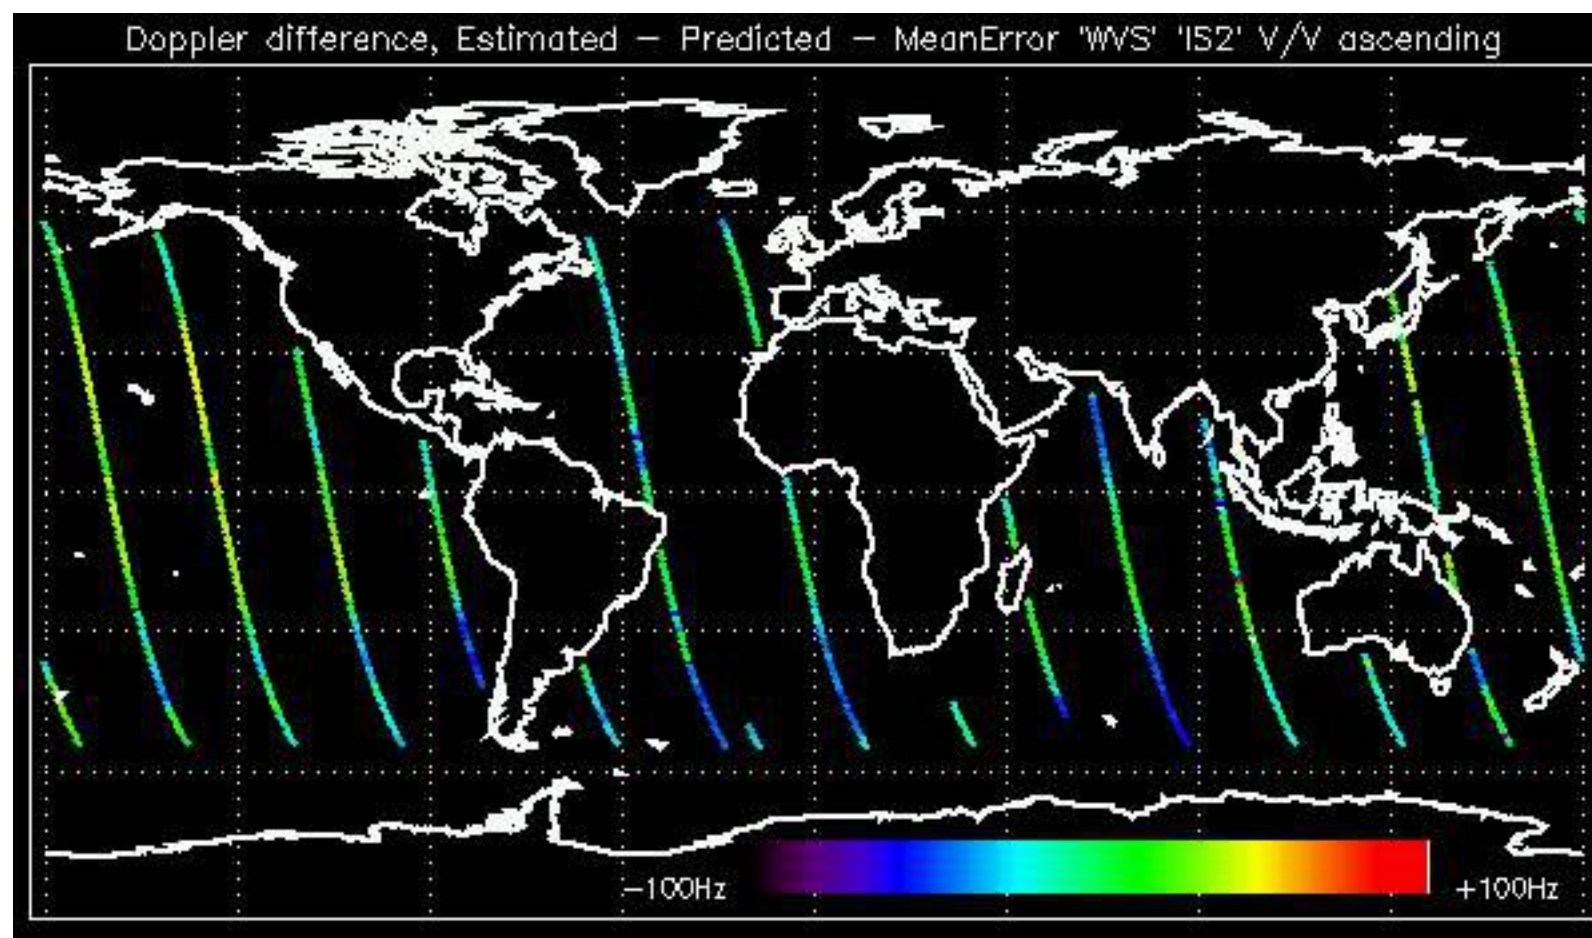 Doppler difference, Estimated – Predicted – MeanError 'WVS' 'IS2' V/V ascending
–100Hz +100Hz